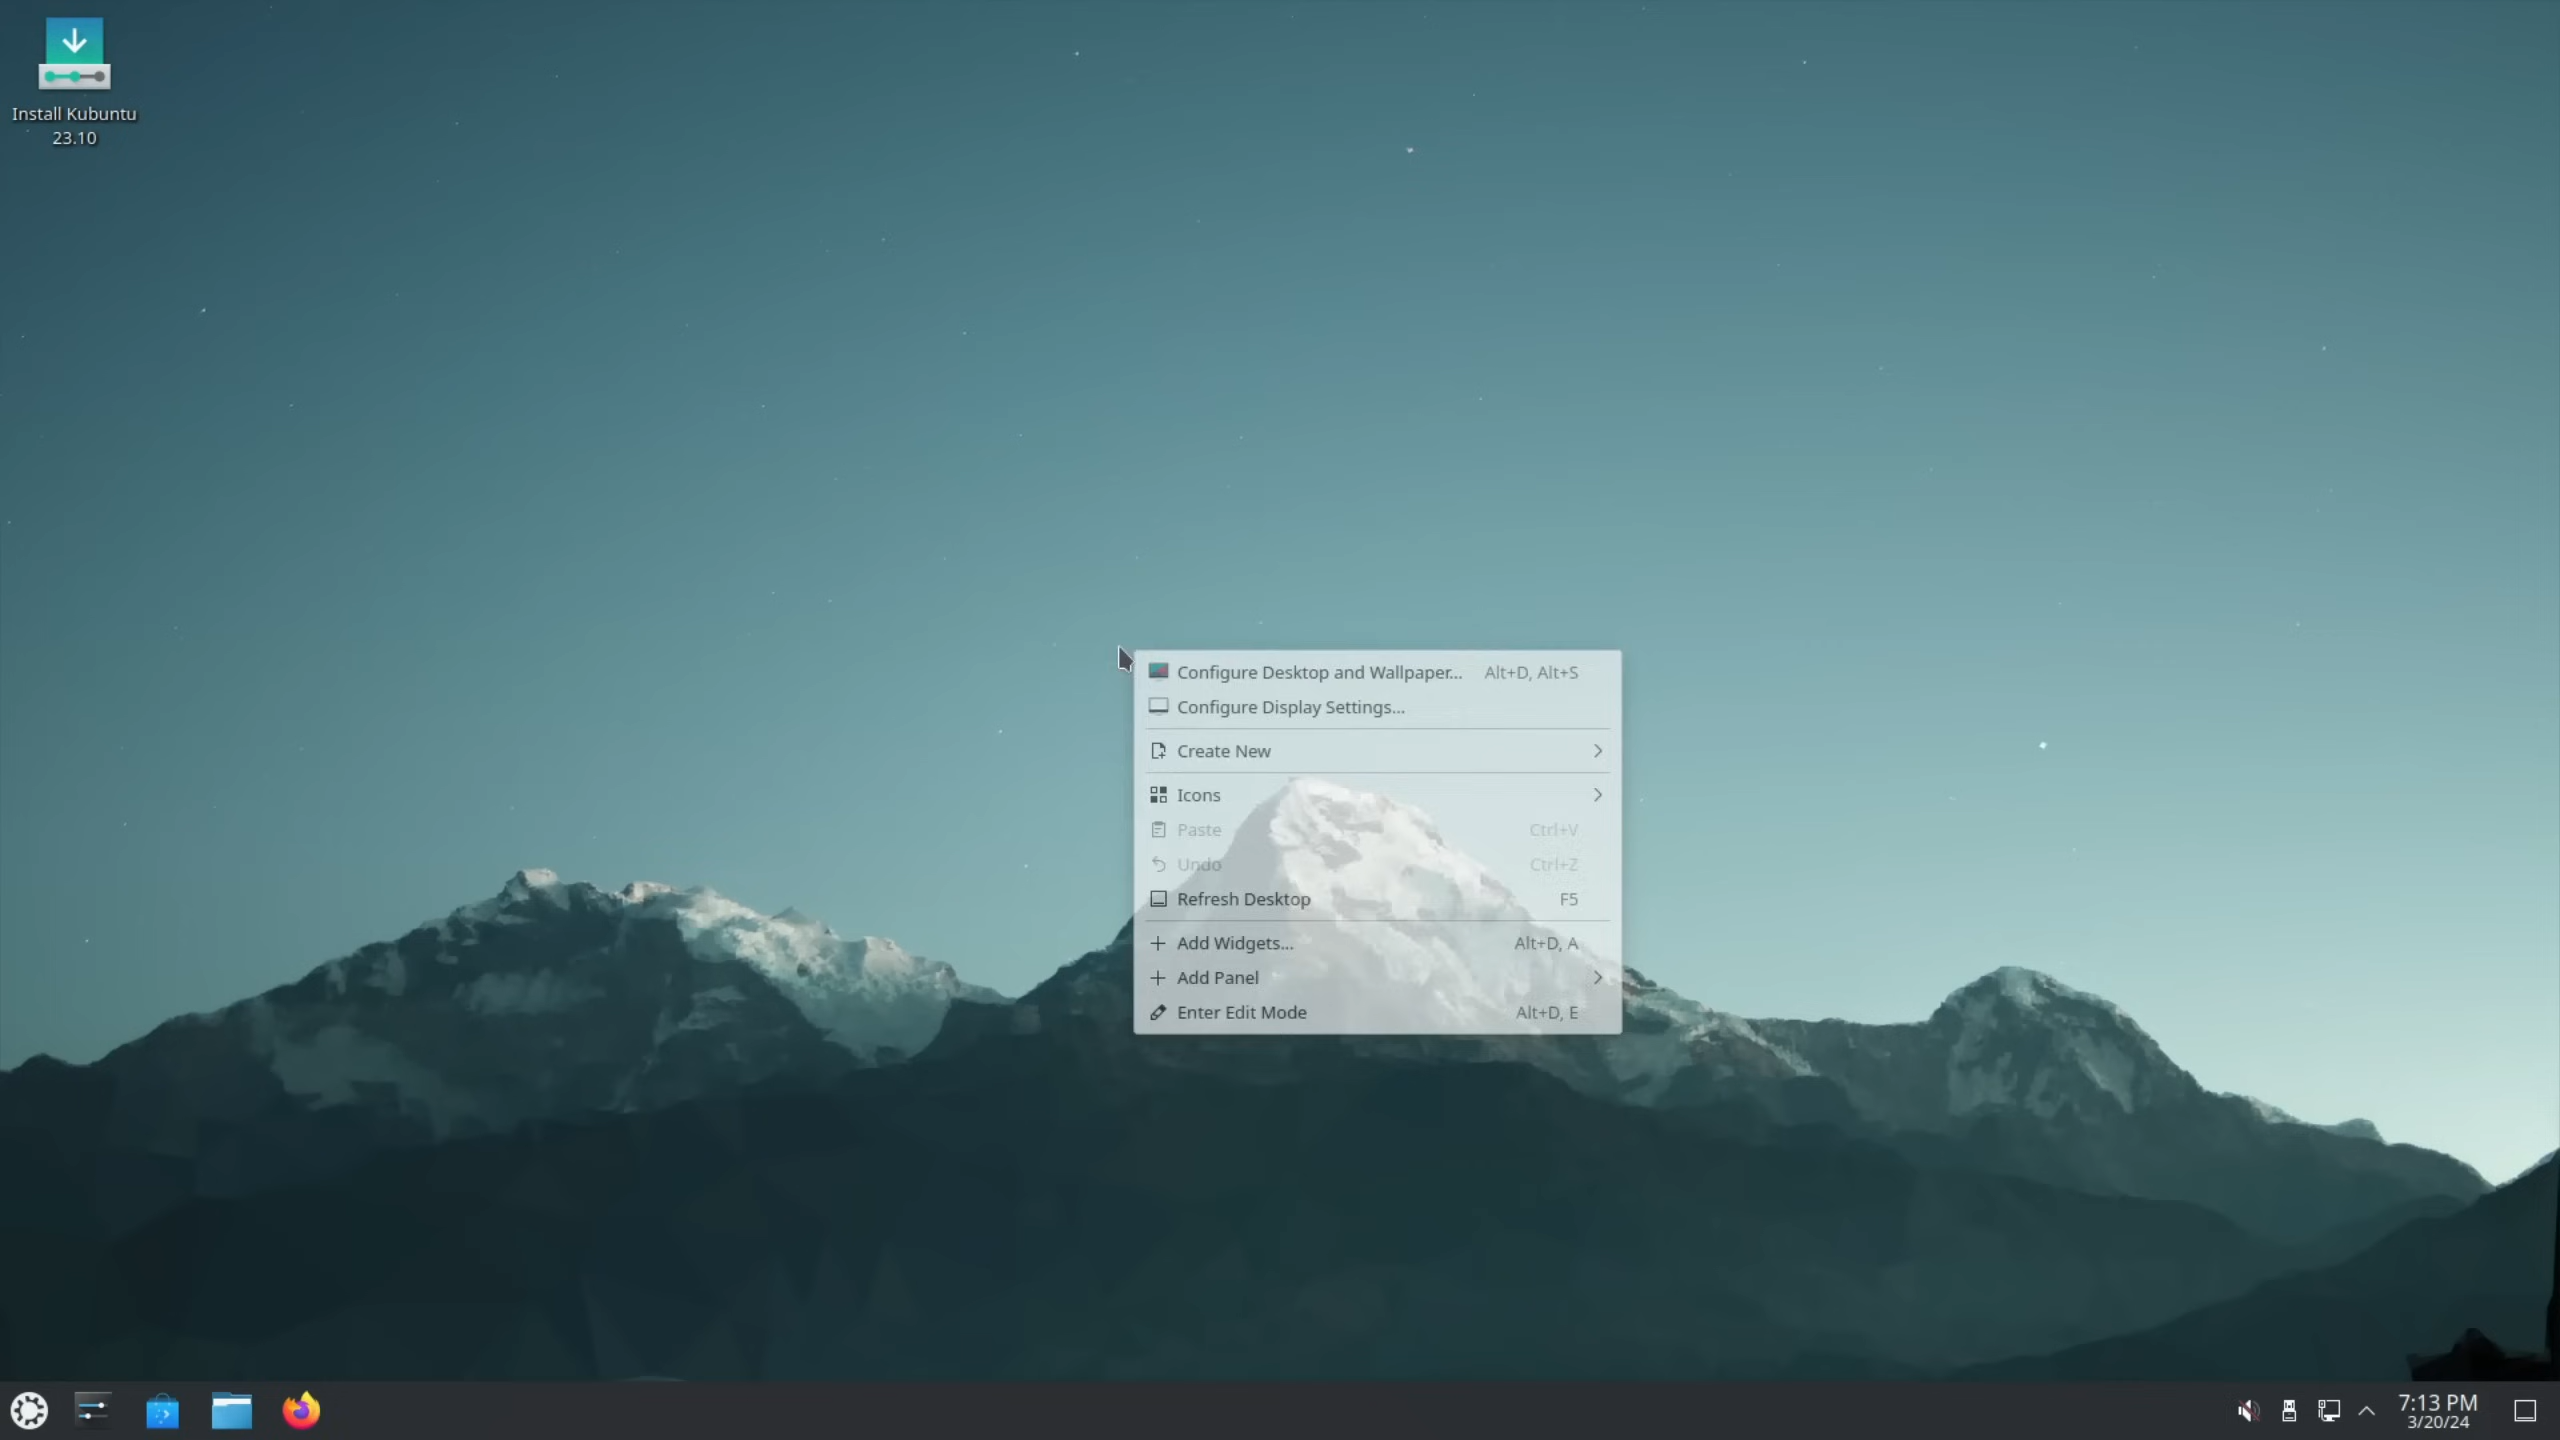 Install Kubuntu
23.10
Configure Desktop and Wallpaper... Alt+D, Alt+S
Configure Display Settings...
Create New
Icons
Paste Ctrl+V
Undo Ctrl+Z
Refresh Desktop F5
Add Widgets... Alt+D, A
Add Panel
Enter Edit Mode Alt+D, E
7:13 PM
3/20/24